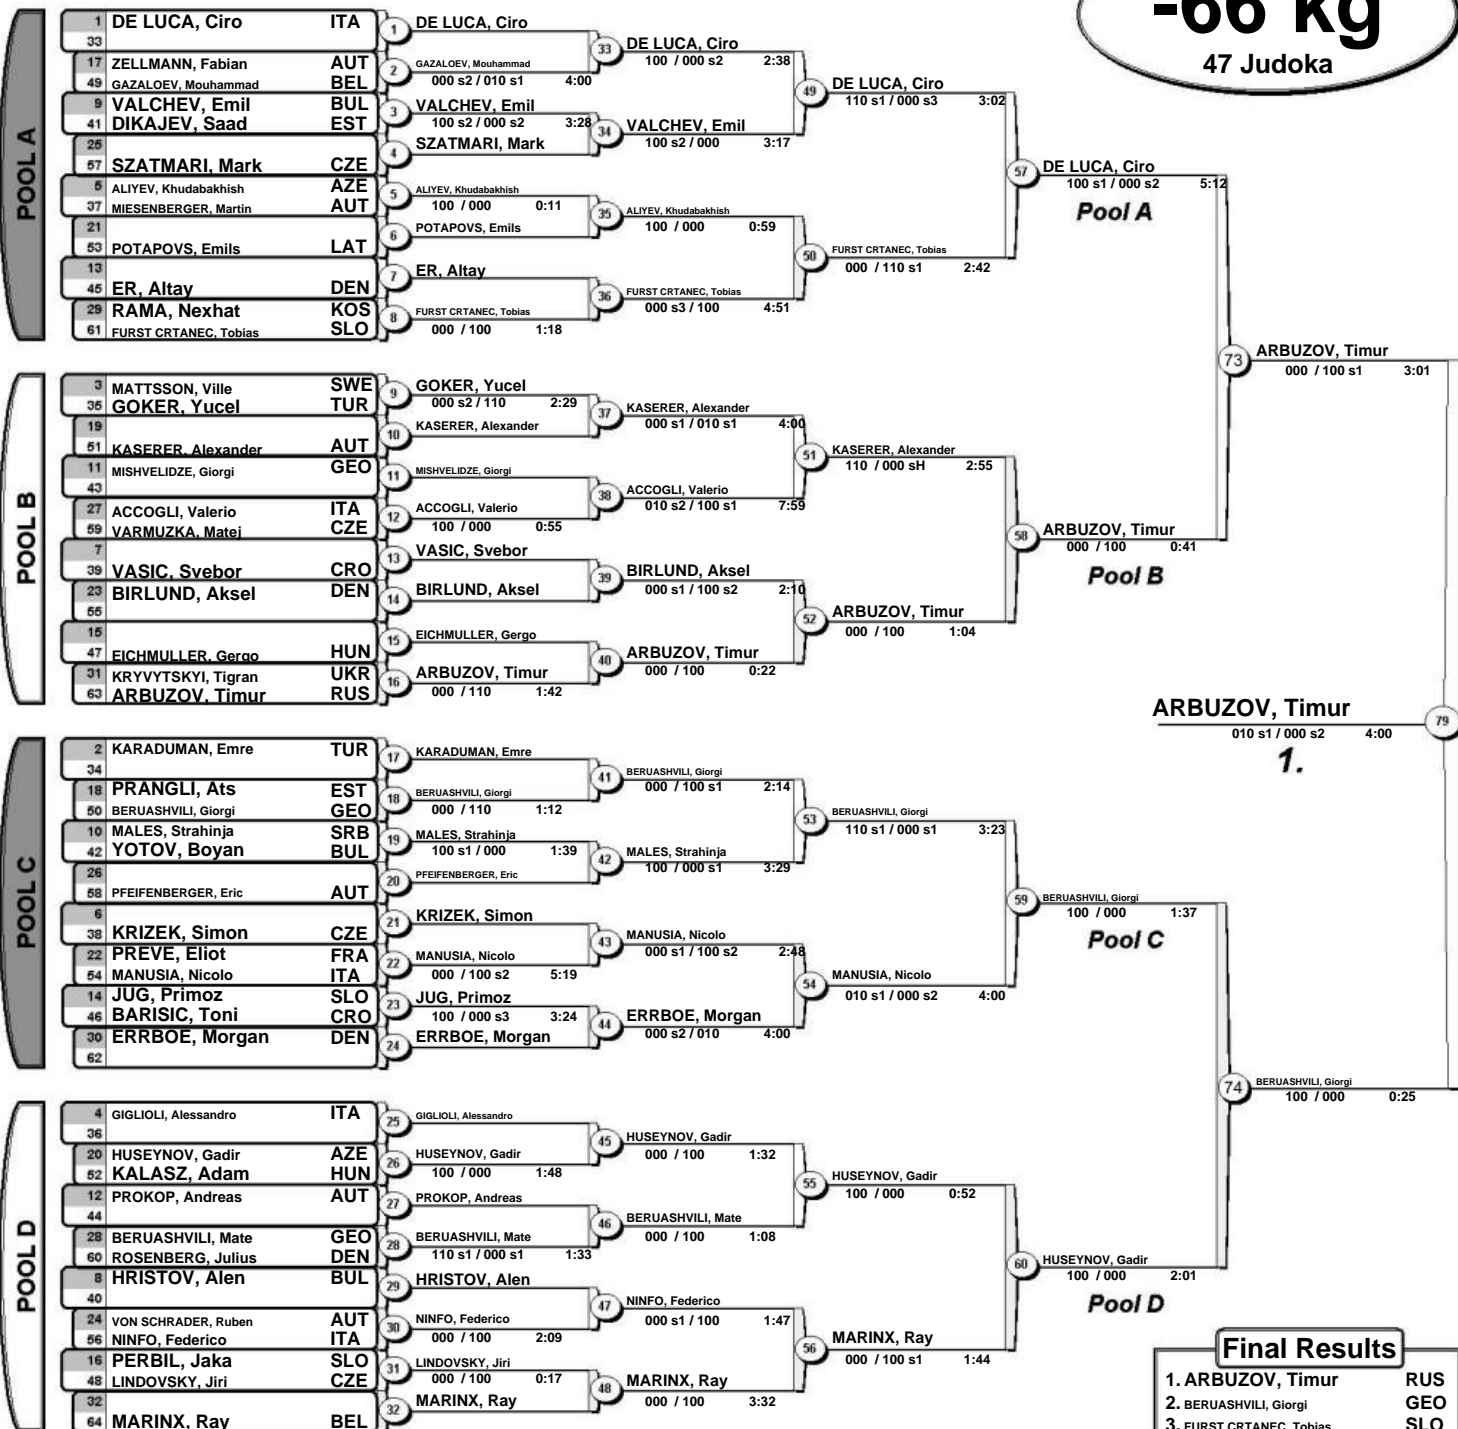 -66 kg
47 Judoka
POOL A
1 DE LUCA, Ciro ITA
33
17 ZELLMANN, Fabian AUT
49 GAZALOEV, Mouhammad BEL
9 VALCHEV, Emil BUL
41 DIKAJEV, Saad EST
25
57 SZATMARI, Mark CZE
5 ALIYEV, Khudabakhish AZE
37 MIESENBERGER, Martin AUT
21
53 POTAPOVS, Emils LAT
13
45 ER, Altay DEN
29 RAMA, Nexhat KOS
61 FURST CRTANEC, Tobias SLO
1 DE LUCA, Ciro
2 GAZALOEV, Mouhammad
000 s2 / 010 s1 4:00
3 VALCHEV, Emil
100 s2 / 000 s2 3:28
4 SZATMARI, Mark
5 ALIYEV, Khudabakhish
100 / 000 0:11
6 POTAPOVS, Emils
7 ER, Altay
8 FURST CRTANEC, Tobias
000 / 100 1:18
33 DE LUCA, Ciro
100 / 000 s2 2:38
34 VALCHEV, Emil
100 s2 / 000 3:17
35 ALIYEV, Khudabakhish
100 / 000 0:59
36 FURST CRTANEC, Tobias
000 s3 / 100 4:51
49 DE LUCA, Ciro
110 s1 / 000 s3 3:02
50 FURST CRTANEC, Tobias
000 / 110 s1 2:42
57 DE LUCA, Ciro
100 s1 / 000 s2 5:12
Pool A
POOL B
3 MATTSSON, Ville SWE
35 GOKER, Yucel TUR
19
51 KASERER, Alexander AUT
11 MISHVELIDZE, Giorgi GEO
43
27 ACCOGLI, Valerio ITA
59 VARMUZKA, Matej CZE
7
39 VASIC, Svebor CRO
23 BIRLUND, Aksel DEN
55
15
47 EICHMULLER, Gergo HUN
31 KRYVYTSKYI, Tigran UKR
63 ARBUZOV, Timur RUS
9 GOKER, Yucel
000 s2 / 110 2:29
10 KASERER, Alexander
11 MISHVELIDZE, Giorgi
12 ACCOGLI, Valerio
100 / 000 0:55
13 VASIC, Svebor
14 BIRLUND, Aksel
15 EICHMULLER, Gergo
16 ARBUZOV, Timur
000 / 110 1:42
37 KASERER, Alexander
000 s1 / 010 s1 4:00
38 ACCOGLI, Valerio
010 s2 / 100 s1 7:59
39 BIRLUND, Aksel
000 s1 / 100 s2 2:10
40 ARBUZOV, Timur
000 / 100 0:22
51 KASERER, Alexander
110 / 000 sH 2:55
52 ARBUZOV, Timur
000 / 100 1:04
58 ARBUZOV, Timur
000 / 100 0:41
Pool B
73 ARBUZOV, Timur
000 / 100 s1 3:01
ARBUZOV, Timur 79
010 s1 / 000 s2 4:00
1.
POOL C
2 KARADUMAN, Emre TUR
34
18 PRANGLI, Ats EST
50 BERUASHVILI, Giorgi GEO
10 MALES, Strahinja SRB
42 YOTOV, Boyan BUL
26
58 PFEIFENBERGER, Eric AUT
6
38 KRIZEK, Simon CZE
22 PREVE, Eliot FRA
54 MANUSIA, Nicolo ITA
14 JUG, Primoz SLO
46 BARISIC, Toni CRO
30 ERRBOE, Morgan DEN
62
17 KARADUMAN, Emre
18 BERUASHVILI, Giorgi
000 / 110 1:12
19 MALES, Strahinja
100 s1 / 000 1:39
20 PFEIFENBERGER, Eric
21 KRIZEK, Simon
22 MANUSIA, Nicolo
000 / 100 s2 5:19
23 JUG, Primoz
100 / 000 s3 3:24
24 ERRBOE, Morgan
41 BERUASHVILI, Giorgi
000 / 100 s1 2:14
42 MALES, Strahinja
100 / 000 s1 3:29
43 MANUSIA, Nicolo
000 s1 / 100 s2 2:48
44 ERRBOE, Morgan
000 s2 / 010 4:00
53 BERUASHVILI, Giorgi
110 s1 / 000 s1 3:23
54 MANUSIA, Nicolo
010 s1 / 000 s2 4:00
59 BERUASHVILI, Giorgi
100 / 000 1:37
Pool C
POOL D
4 GIGLIOLI, Alessandro ITA
36
20 HUSEYNOV, Gadir AZE
52 KALASZ, Adam HUN
12 PROKOP, Andreas AUT
44
28 BERUASHVILI, Mate GEO
60 ROSENBERG, Julius DEN
8 HRISTOV, Alen BUL
40
24 VON SCHRADER, Ruben AUT
56 NINFO, Federico ITA
16 PERBIL, Jaka SLO
48 LINDOVSKY, Jiri CZE
32
64 MARINX, Ray BEL
25 GIGLIOLI, Alessandro
26 HUSEYNOV, Gadir
100 / 000 1:48
27 PROKOP, Andreas
28 BERUASHVILI, Mate
110 s1 / 000 s1 1:33
29 HRISTOV, Alen
30 NINFO, Federico
000 / 100 2:09
31 LINDOVSKY, Jiri
000 / 100 0:17
32 MARINX, Ray
45 HUSEYNOV, Gadir
000 / 100 1:32
46 BERUASHVILI, Mate
000 / 100 1:08
47 NINFO, Federico
000 s1 / 100 1:47
48 MARINX, Ray
000 / 100 3:32
55 HUSEYNOV, Gadir
100 / 000 0:52
56 MARINX, Ray
000 / 100 s1 1:44
60 HUSEYNOV, Gadir
100 / 000 2:01
Pool D
74 BERUASHVILI, Giorgi
100 / 000 0:25
Final Results
1. ARBUZOV, Timur RUS
2. BERUASHVILI, Giorgi GEO
3. FURST CRTANEC, Tobias SLO